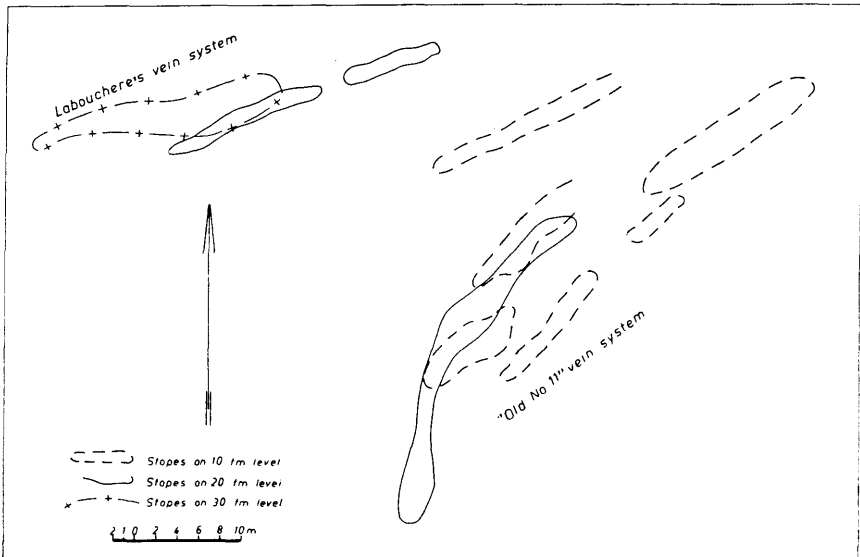 Labouchere's vein system
"Old No 11" vein system
Stopes on 10 fm level
Stopes on 20 fm level
Stopes on 30 fm level
2 1 0 2 4 6 8 10 m